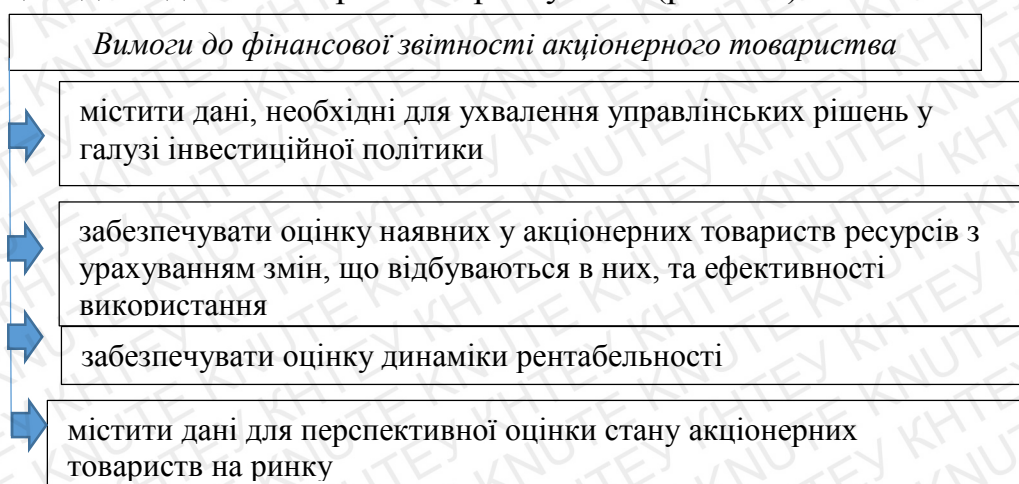 Вимоги до фінансової звітності акціонерного товариства
містити дані, необхідні для ухвалення управлінських рішень у
галузі інвестиційної політики
забезпечувати оцінку наявних у акціонерних товариств ресурсів з
урахуванням змін, що відбуваються в них, та ефективності
використання
забезпечувати оцінку динаміки рентабельності
містити дані для перспективної оцінки стану акціонерних
товариств на ринку